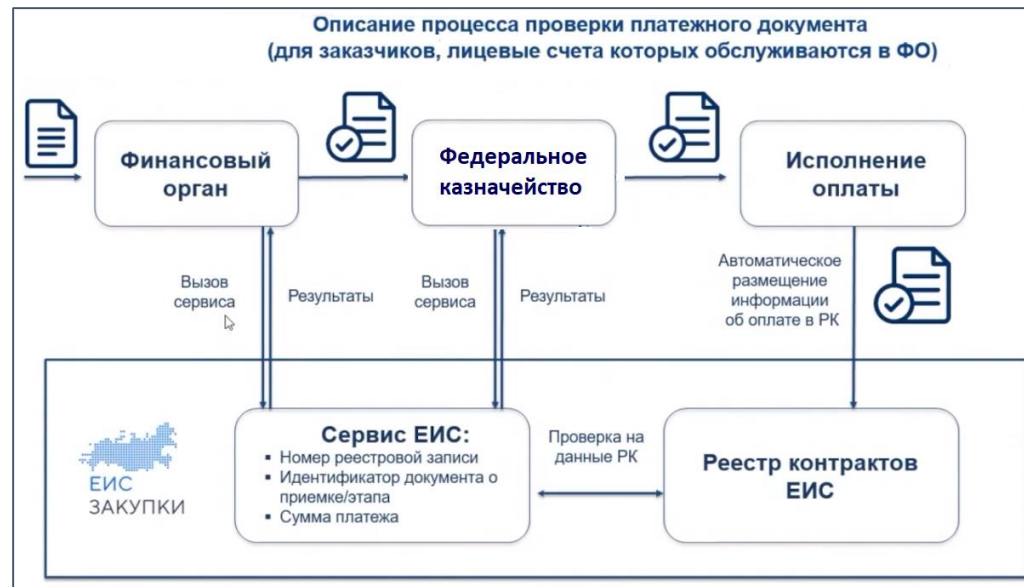 Описание процесса проверки платежного документа
(для заказчиков, лицевые счета которых обслуживаются в ФО)
Финансовый
орган
Федеральное
казначейство
Исполнение
оплаты
Вызов
сервиса
Результаты
Вызов
сервиса
Результаты
Автоматическое
размещение
информации
об оплате в РК
ЕИС
ЗАКУПКИ
Сервис ЕИС:
▪ Номер реестровой записи
▪ Идентификатор документа о
приемке/этапа
▪ Сумма платежа
Проверка на
данные РК
Реестр контрактов
ЕИС